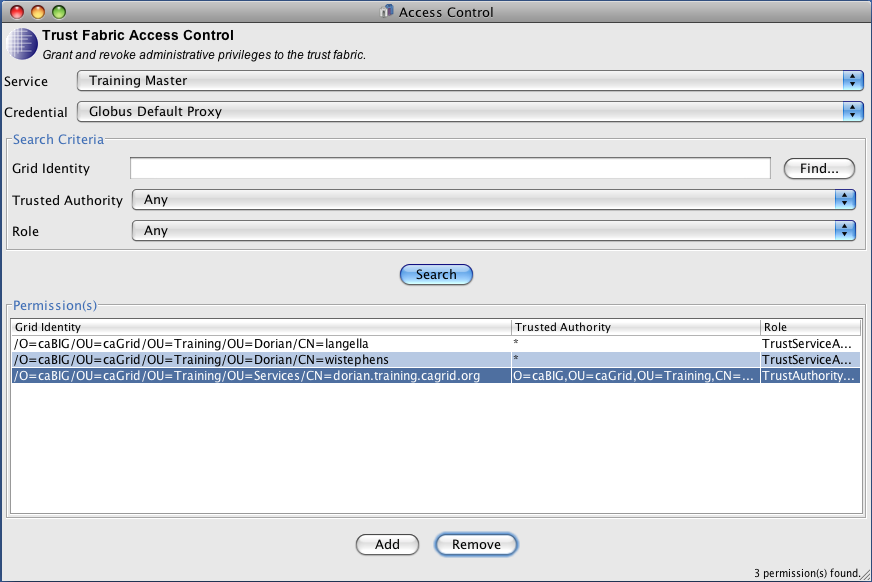 Access Control
Trust Fabric Access Control
Grant and revoke administrative privileges to the trust fabric.
Service Training Master
Credential Globus Default Proxy
Search Criteria
Grid Identity Find...
Trusted Authority Any
Role Any
Search
Permission(s)
Grid Identity Trusted Authority Role
/O=caBIG/OU=caGrid/OU=Training/OU=Dorian/CN=langella * TrustServiceA...
/O=caBIG/OU=caGrid/OU=Training/OU=Dorian/CN=wistephens * TrustServiceA...
/O=caBIG/OU=caGrid/OU=Training/OU=Services/CN=dorian.training.cagrid.org O=caBIG,OU=caGrid,OU=Training,CN=... TrustAuthority...
Add Remove
3 permission(s) found.